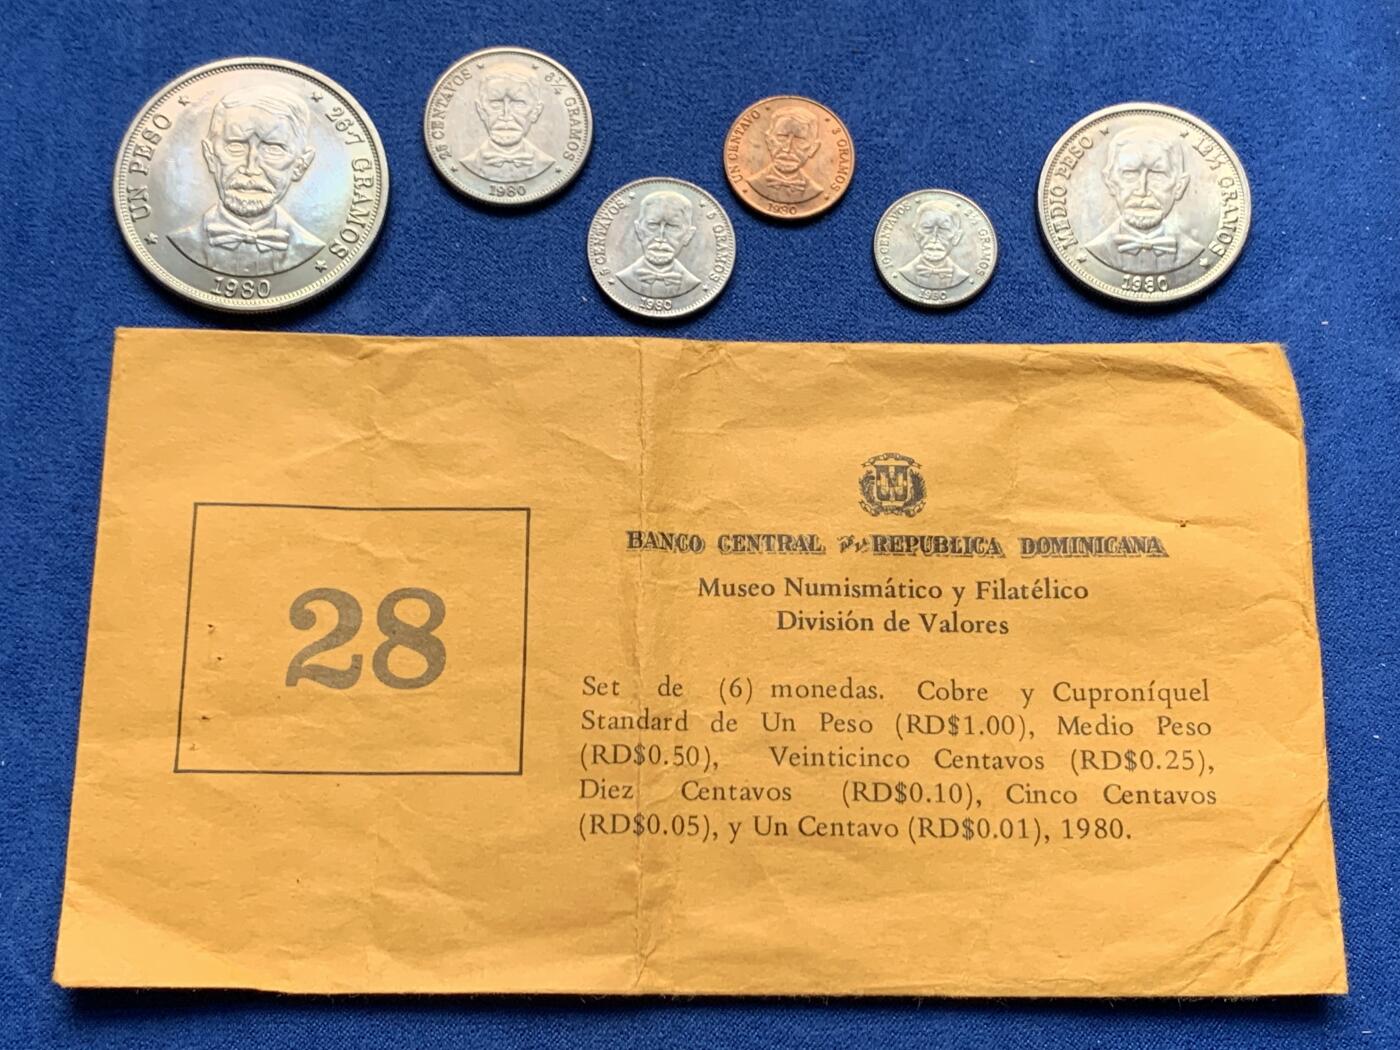 UN PESO 26.7 GRAMOS
1980
25 CENTAVOS 6¼ GRAMOS
1980
5 CENTAVOS 5 GRAMOS
1980
UN CENTAVO 3 GRAMOS
1980
10 CENTAVOS 2½ GRAMOS
1980
MEDIO PESO 12½ GRAMOS
1980
28
BANCO CENTRAL REPUBLICA DOMINICANA
Museo Numismático y Filatélico
División de Valores
Set de (6) monedas. Cobre y Cuproníquel
Standard de Un Peso (RD$1.00), Medio Peso
(RD$0.50), Veinticinco Centavos (RD$0.25),
Diez Centavos (RD$0.10), Cinco Centavos
(RD$0.05), y Un Centavo (RD$0.01), 1980.